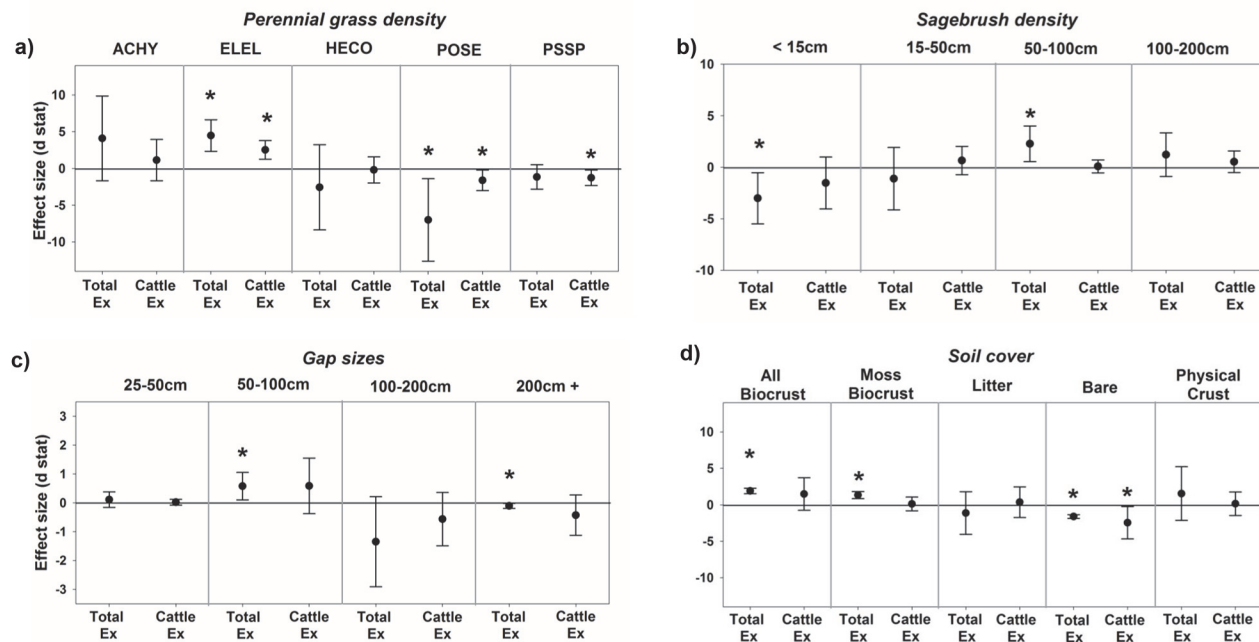 a)
Perennial grass density
ACHY ELEL HECO POSE PSSP
Effect size (d stat)
10
5
0
-5
-10
* * * * *
Total Ex Cattle Ex Total Ex Cattle Ex Total Ex Cattle Ex Total Ex Cattle Ex Total Ex Cattle Ex
b)
Sagebrush density
< 15cm 15-50cm 50-100cm 100-200cm
10
5
0
-5
-10
* *
Total Ex Cattle Ex Total Ex Cattle Ex Total Ex Cattle Ex Total Ex Cattle Ex
c)
Gap sizes
25-50cm 50-100cm 100-200cm 200cm +
Effect size (d stat)
3
2
1
0
-1
-2
-3
* *
Total Ex Cattle Ex Total Ex Cattle Ex Total Ex Cattle Ex Total Ex Cattle Ex
d)
Soil cover
All Biocrust Moss Biocrust Litter Bare Physical Crust
10
5
0
-5
-10
* * * *
Total Ex Cattle Ex Total Ex Cattle Ex Total Ex Cattle Ex Total Ex Cattle Ex Total Ex Cattle Ex